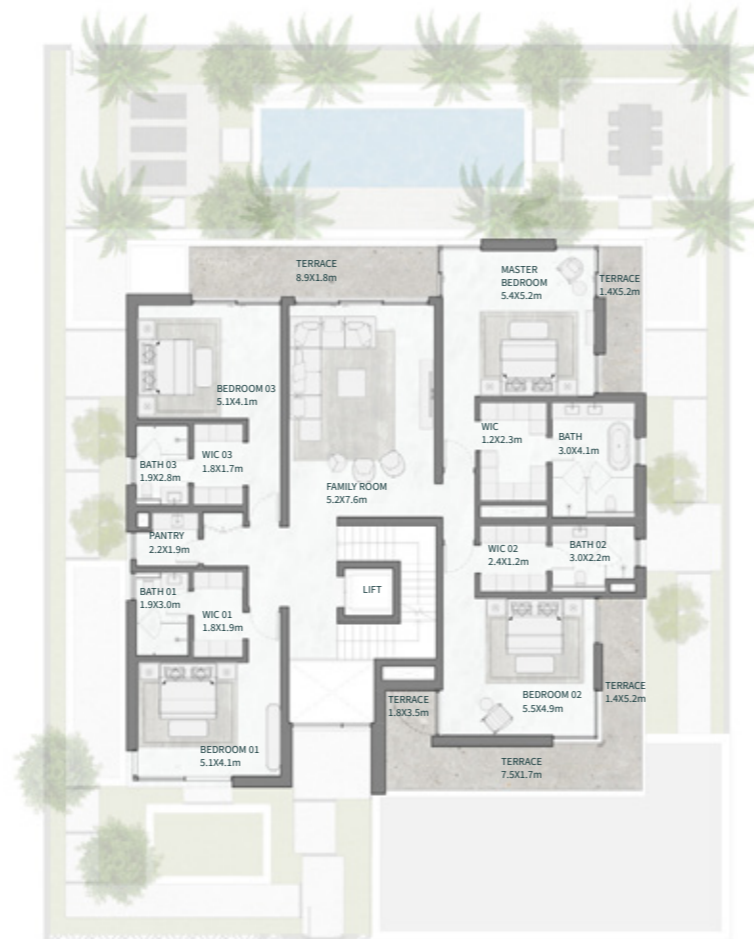 TERRACE
8.9X1.8m
MASTER
BEDROOM
5.4X5.2m
TERRACE
1.4X5.2m
BEDROOM 03
5.1X4.1m
WIC
1.2X2.3m
BATH
3.0X4.1m
BATH 03
1.9X2.8m
WIC 03
1.8X1.7m
FAMILY ROOM
5.2X7.6m
PANTRY
2.2X1.9m
WIC 02
2.4X1.2m
BATH 02
3.0X2.2m
BATH 01
1.9X3.0m
WIC 01
1.8X1.9m
LIFT
TERRACE
1.8X3.5m
BEDROOM 02
5.5X4.9m
TERRACE
1.4X5.2m
BEDROOM 01
5.1X4.1m
TERRACE
7.5X1.7m